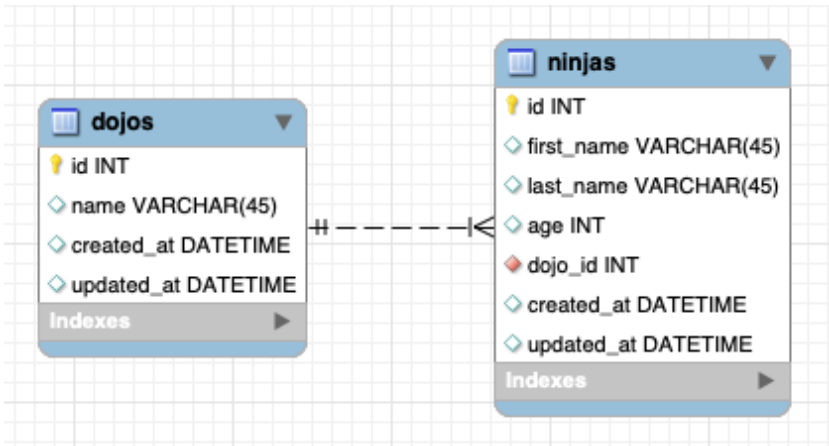 dojos
id INT
name VARCHAR(45)
created_at DATETIME
updated_at DATETIME
Indexes
ninjas
id INT
first_name VARCHAR(45)
last_name VARCHAR(45)
age INT
dojo_id INT
created_at DATETIME
updated_at DATETIME
Indexes